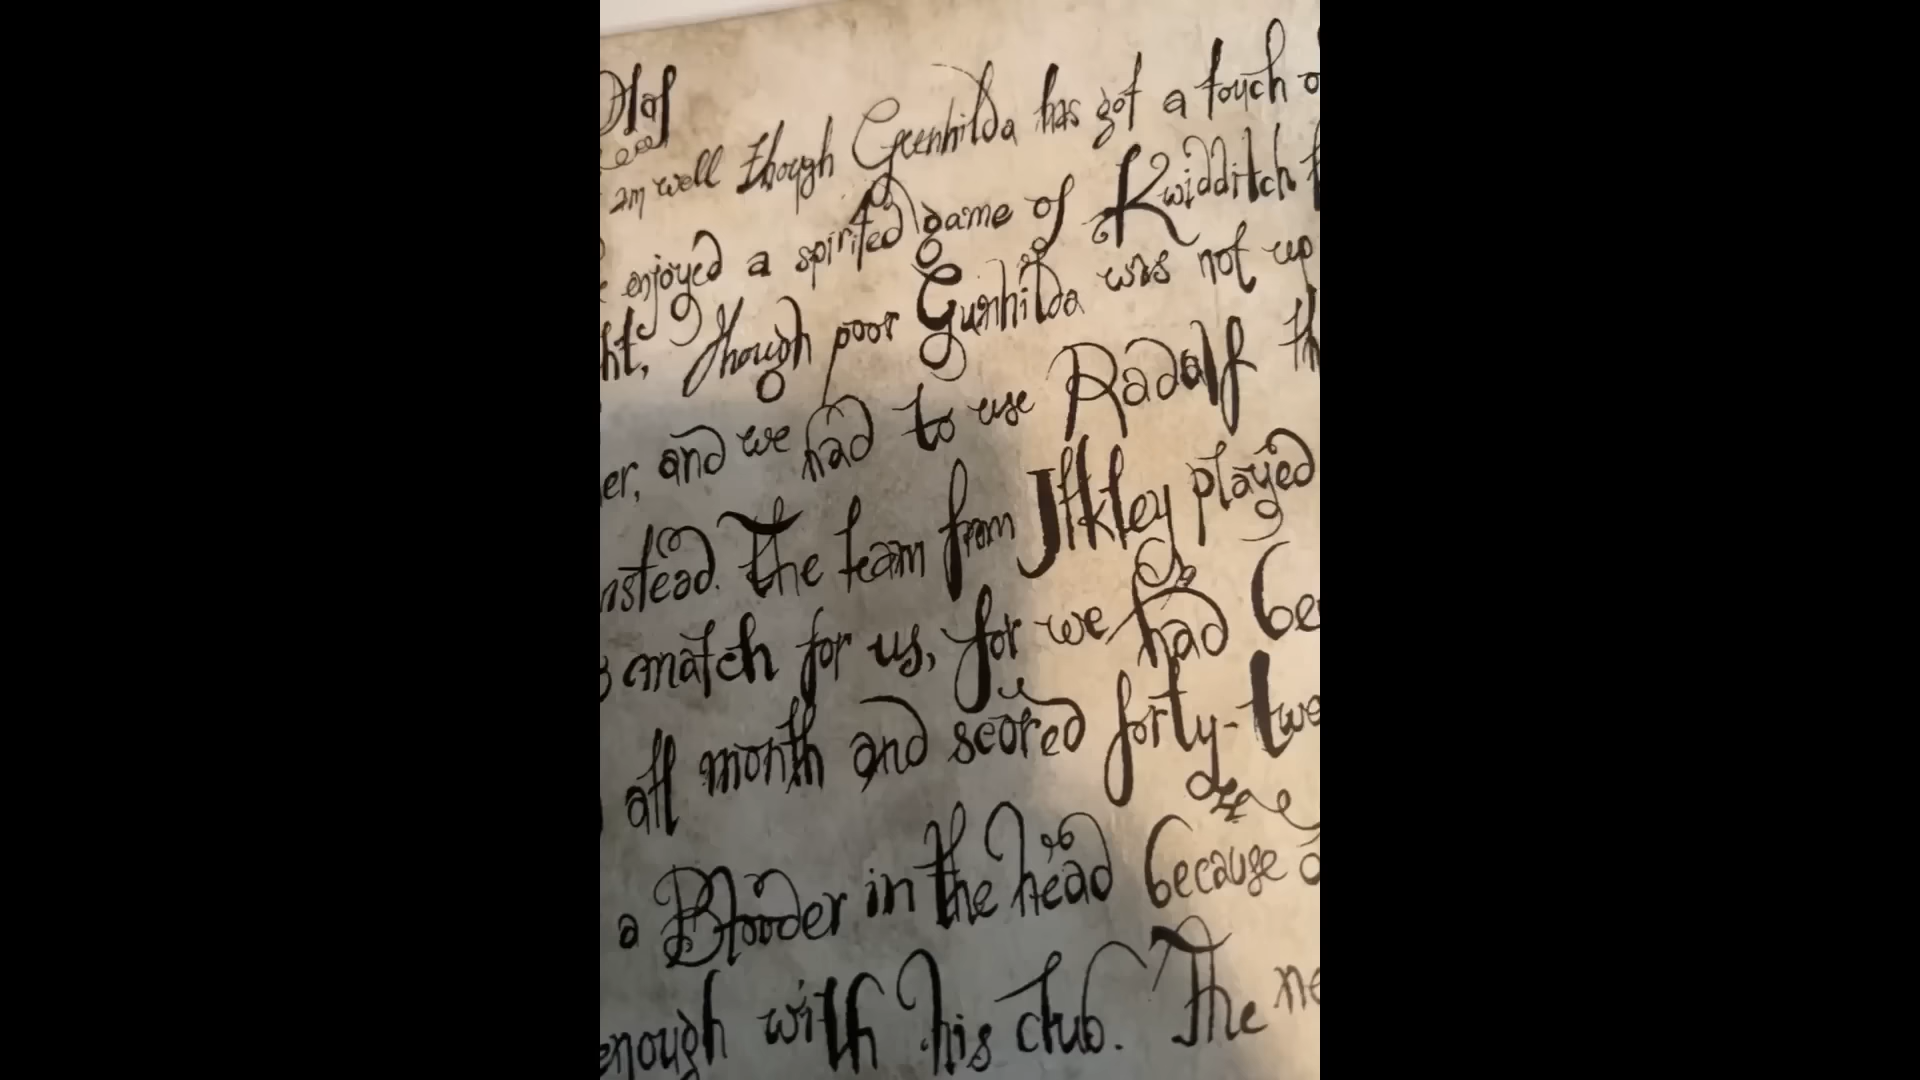 Olaf
am well though Gunhilda has got a touch o
enjoyed a spirited game of Kwidditch
ht, though poor Gunhilda was not up
er, and we had to use Radalf th
nstead. The team from Ilkley played
match for us, for we had be
all month and scored forty-two
a Blooder in the head because o
enough with his club. The ne